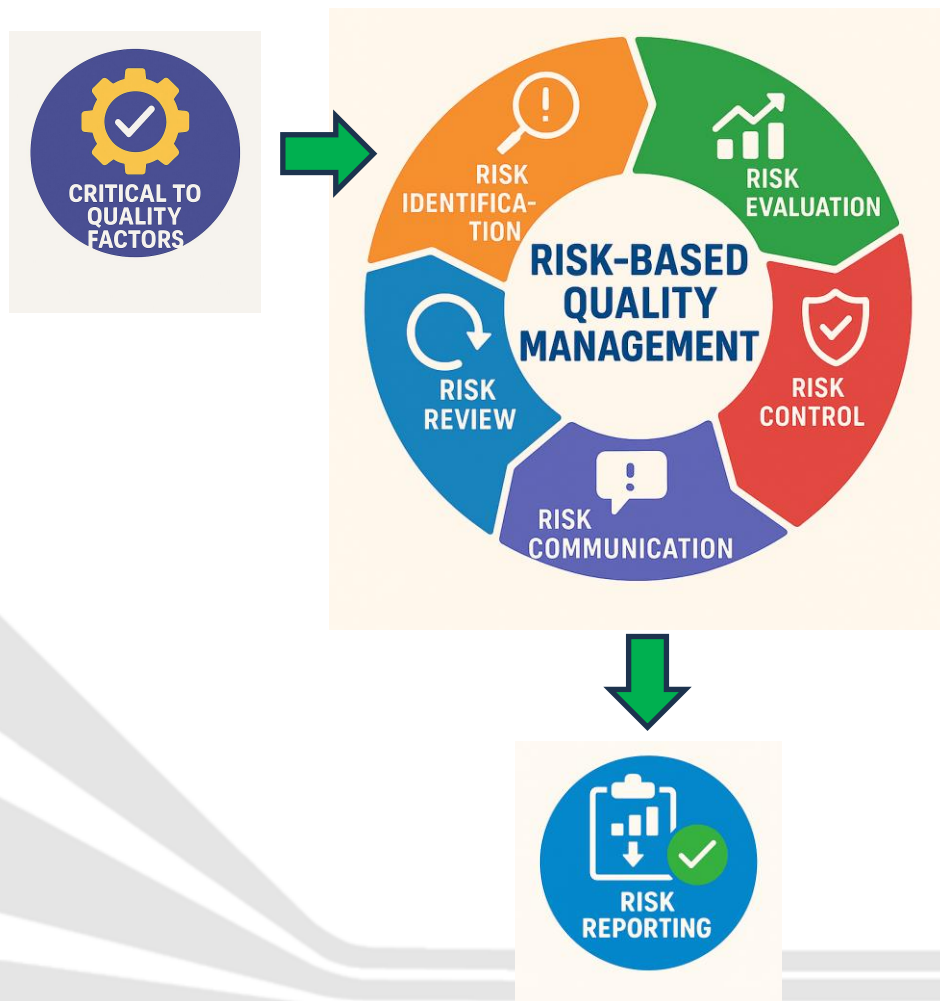 CRITICAL TO
QUALITY
FACTORS
RISK
IDENTIFICA-
TION
RISK
EVALUATION
RISK-BASED
QUALITY
MANAGEMENT
RISK
CONTROL
RISK
REVIEW
RISK
COMMUNICATION
RISK
REPORTING